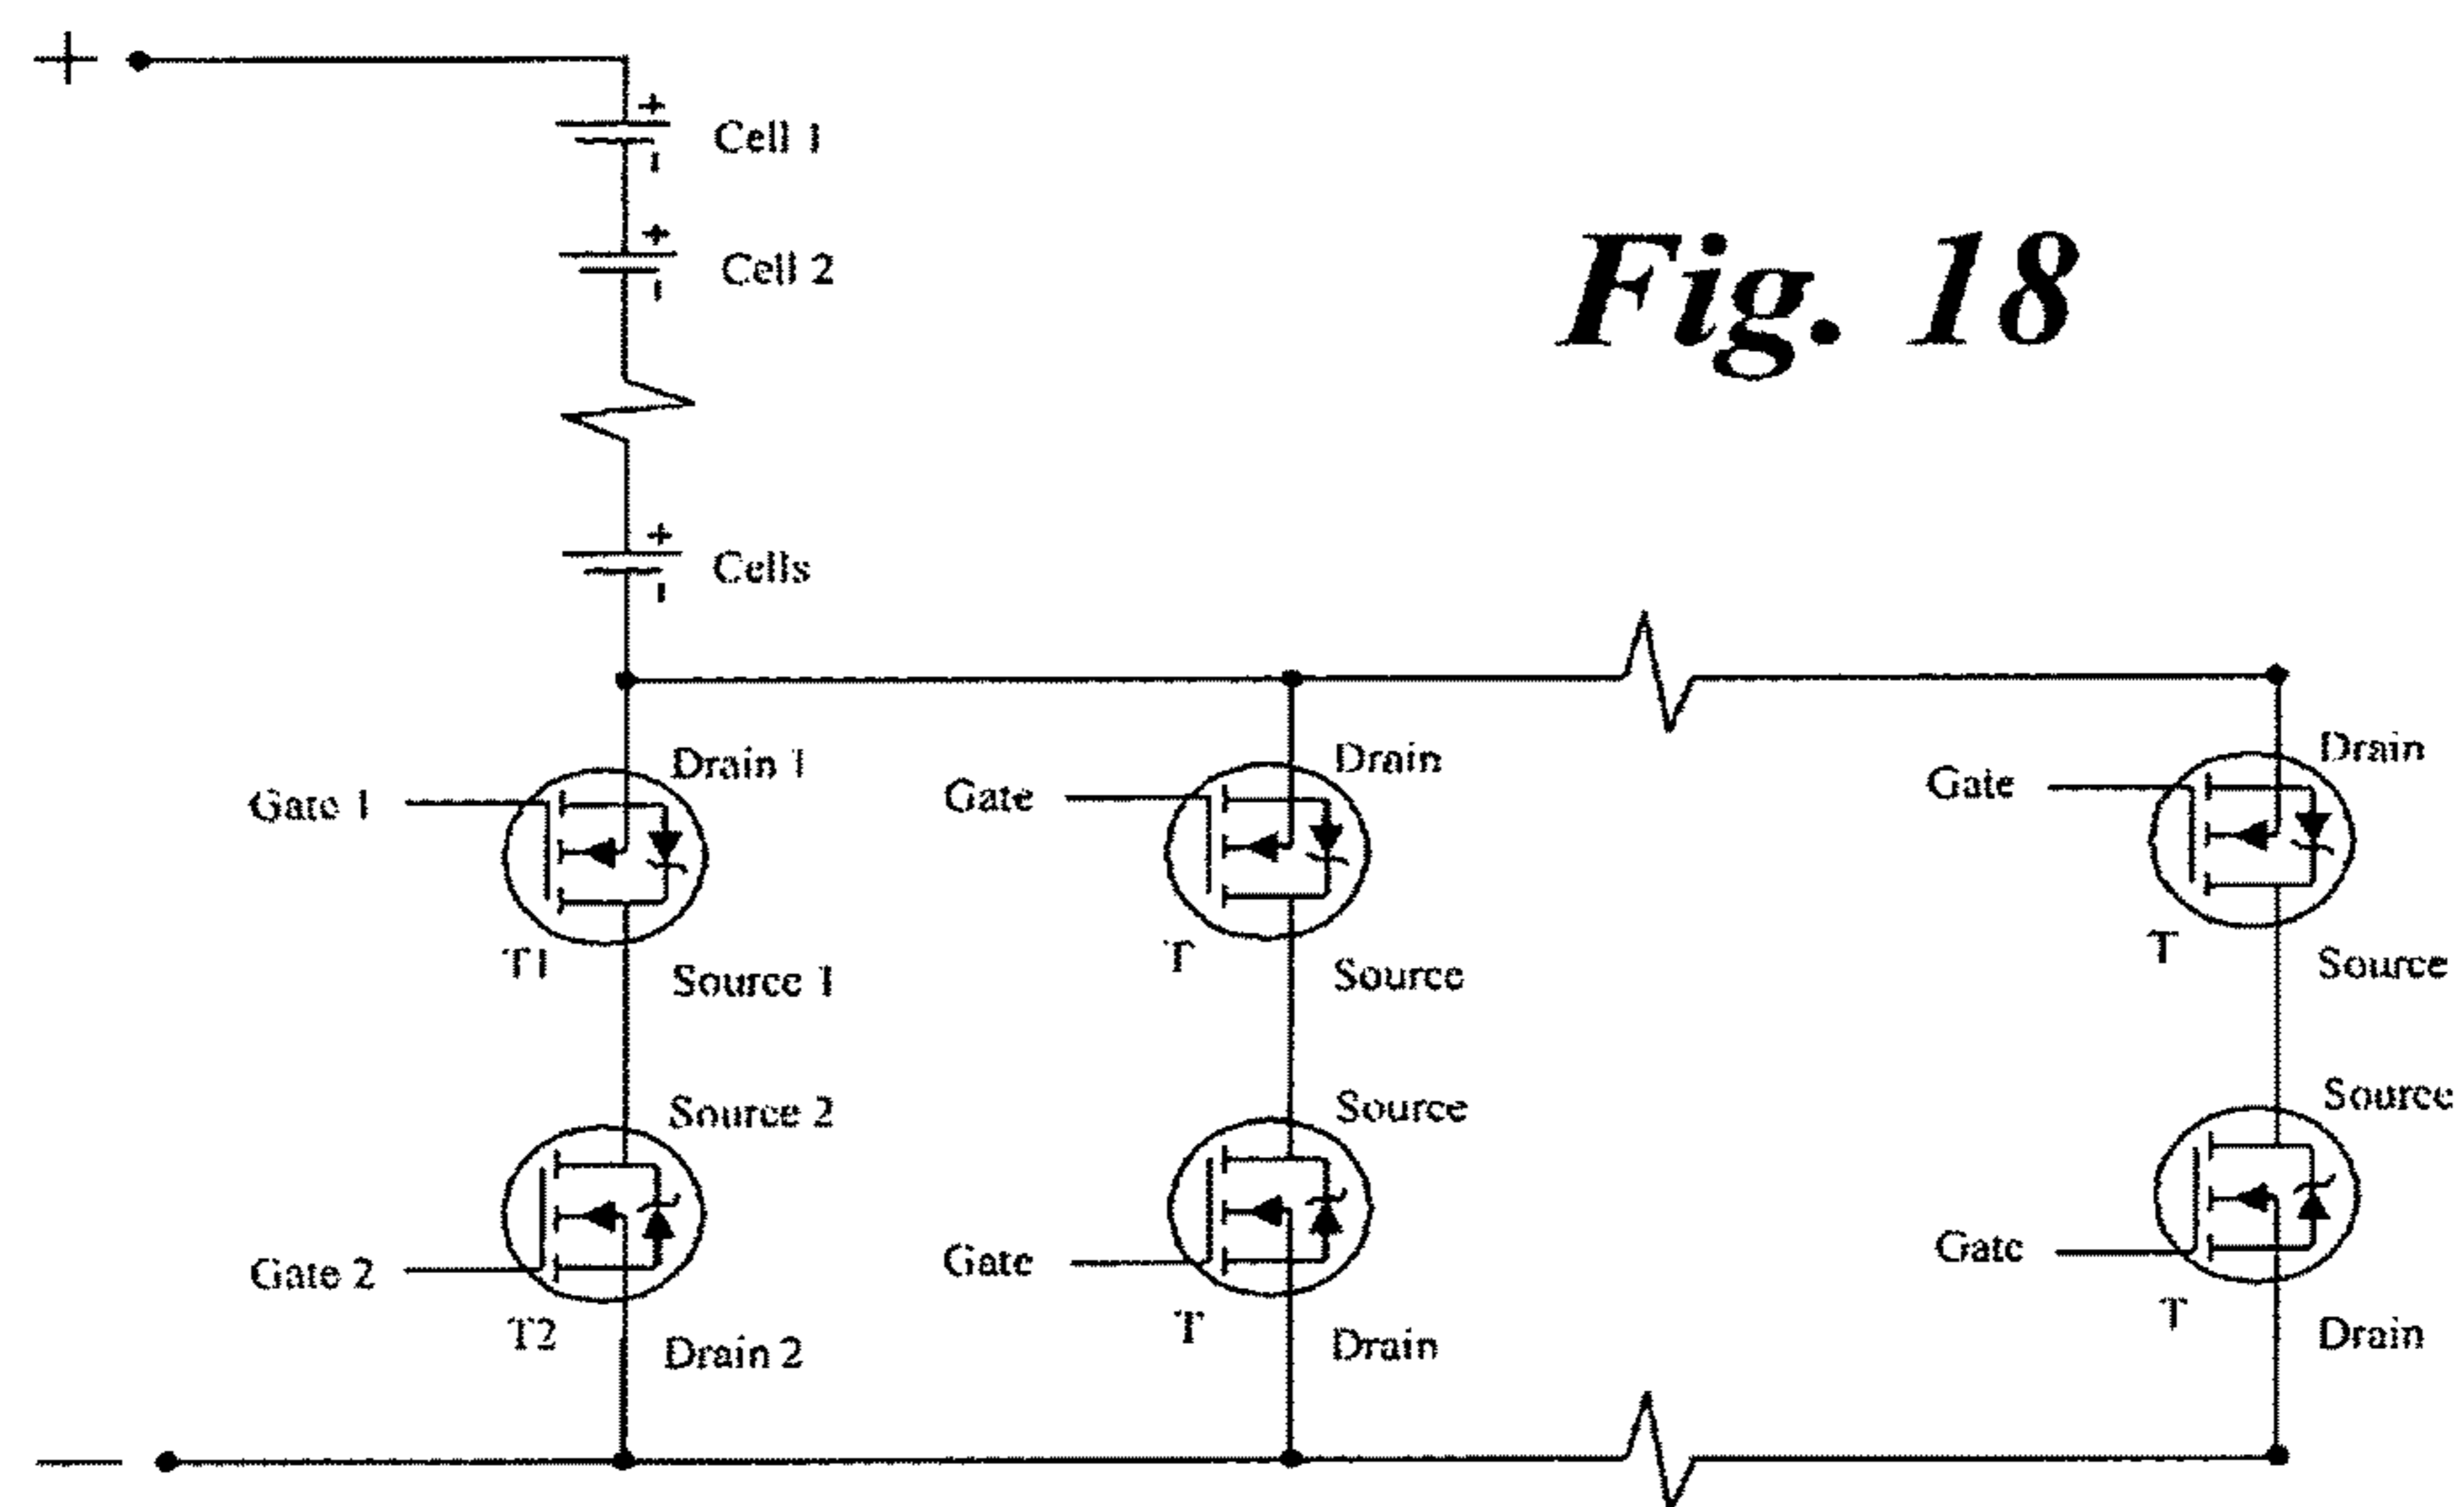 +
+
Cell 1
-
+
Cell 2
-
Fig. 18
+
Cells
-
Drain 1
Gate 1
T1
Source 1
Source 2
Gate 2
T2
Drain 2
Drain
Gate
T
Source
Source
Gate
T
Drain
Drain
Gate
T
Source
Source
Gate
T
Drain
—